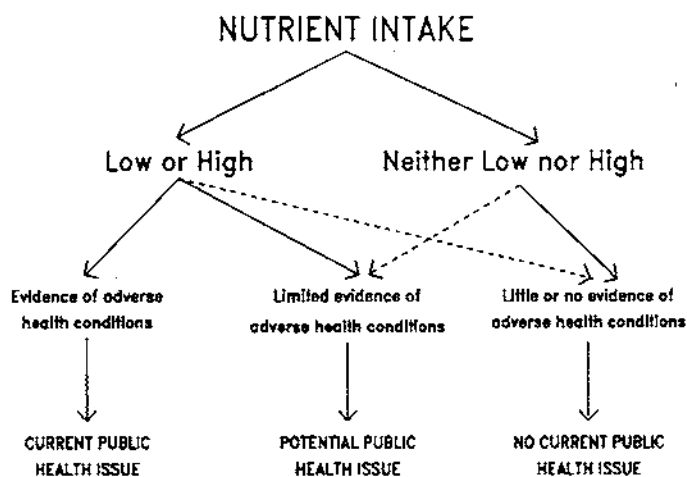 NUTRIENT INTAKE
Low or High
Neither Low nor High
Evidence of adverse
health conditions
Limited evidence of
adverse health conditions
Little or no evidence of
adverse health conditions
CURRENT PUBLIC
HEALTH ISSUE
POTENTIAL PUBLIC
HEALTH ISSUE
NO CURRENT PUBLIC
HEALTH ISSUE